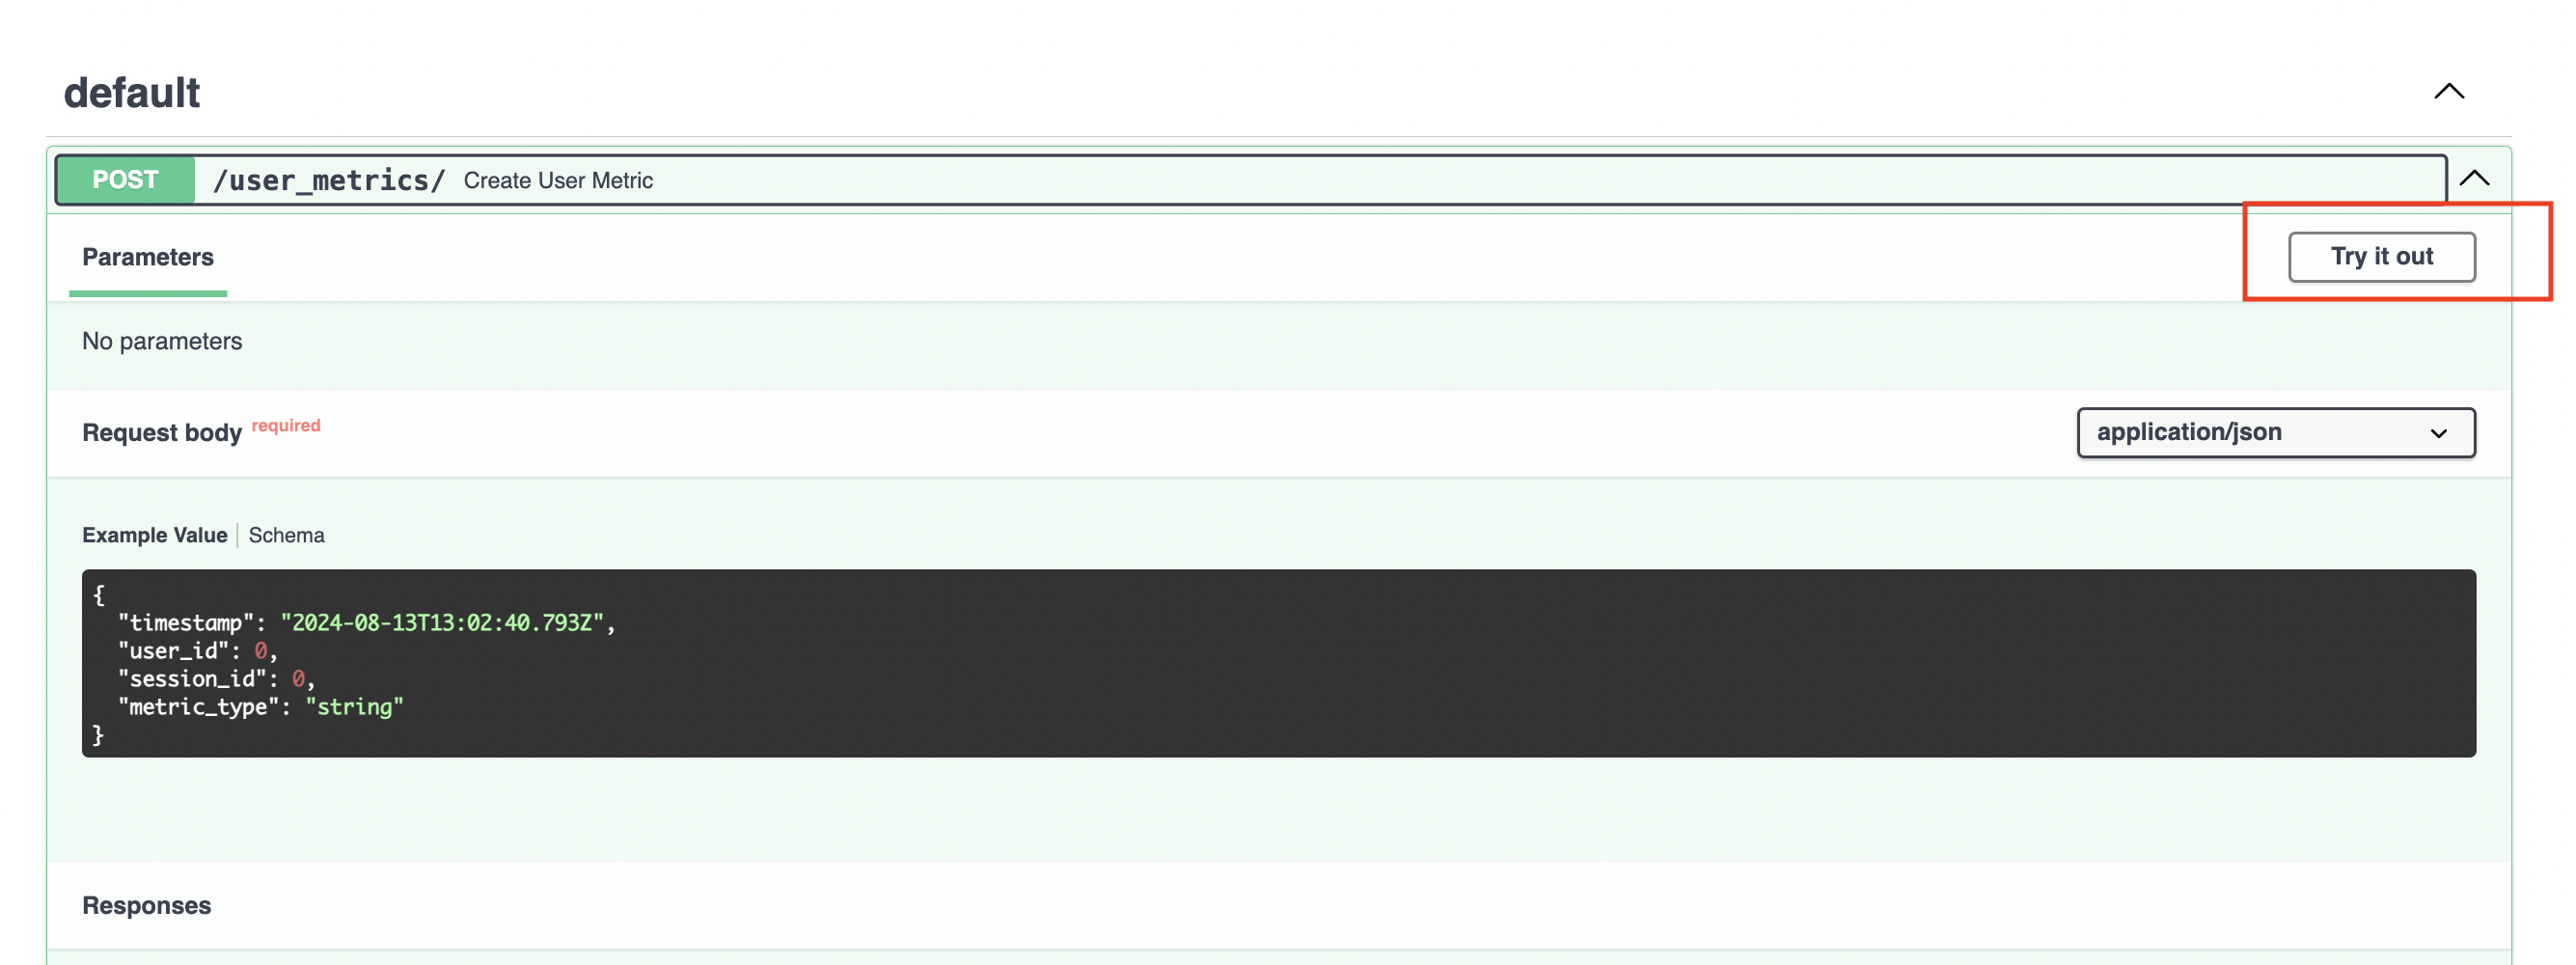 default
POST /user_metrics/ Create User Metric
Parameters
Try it out
No parameters
Request body required
application/json
Example Value Schema
{
"timestamp": "2024-08-13T13:02:40.793Z",
"user_id": 0,
"session_id": 0,
"metric_type": "string"
}
Responses